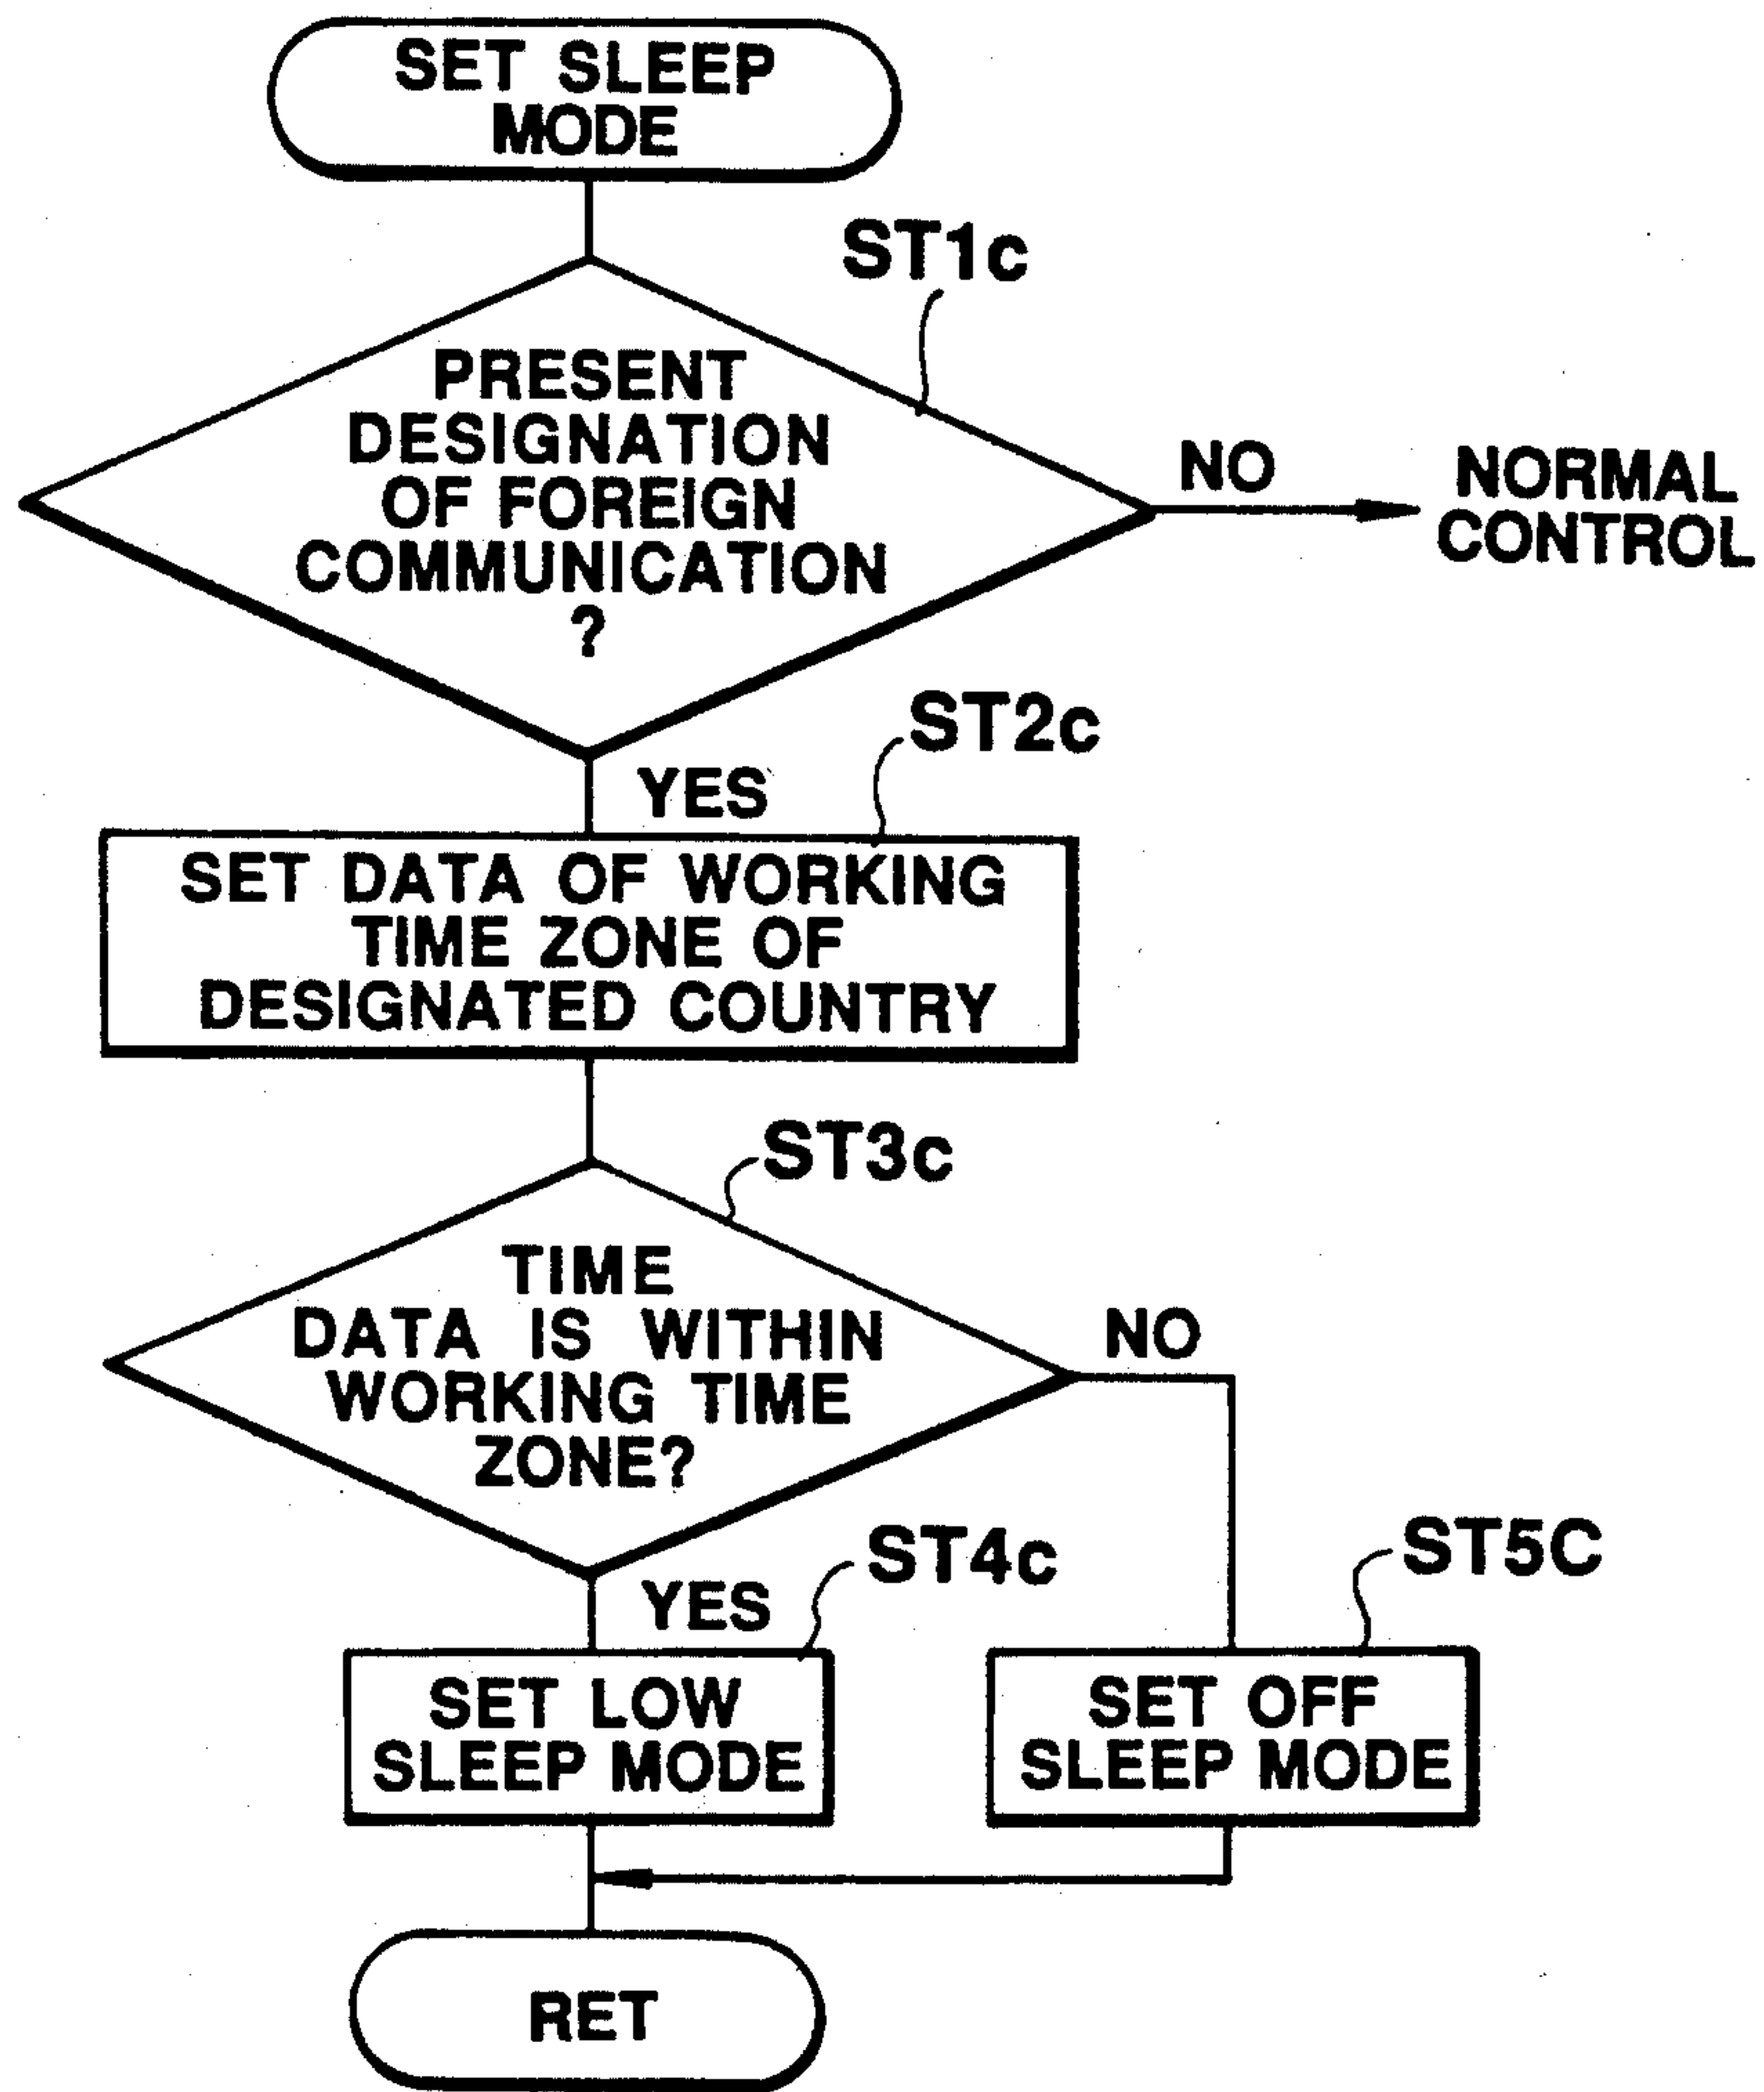 SET SLEEP
MODE
ST1c
PRESENT
DESIGNATION
OF FOREIGN
COMMUNICATION
?
NO
NORMAL
CONTROL
YES
ST2c
SET DATA OF WORKING
TIME ZONE OF
DESIGNATED COUNTRY
ST3c
TIME
DATA IS WITHIN
WORKING TIME
ZONE?
NO
YES
ST4c
ST5C
SET LOW
SLEEP MODE
SET OFF
SLEEP MODE
RET